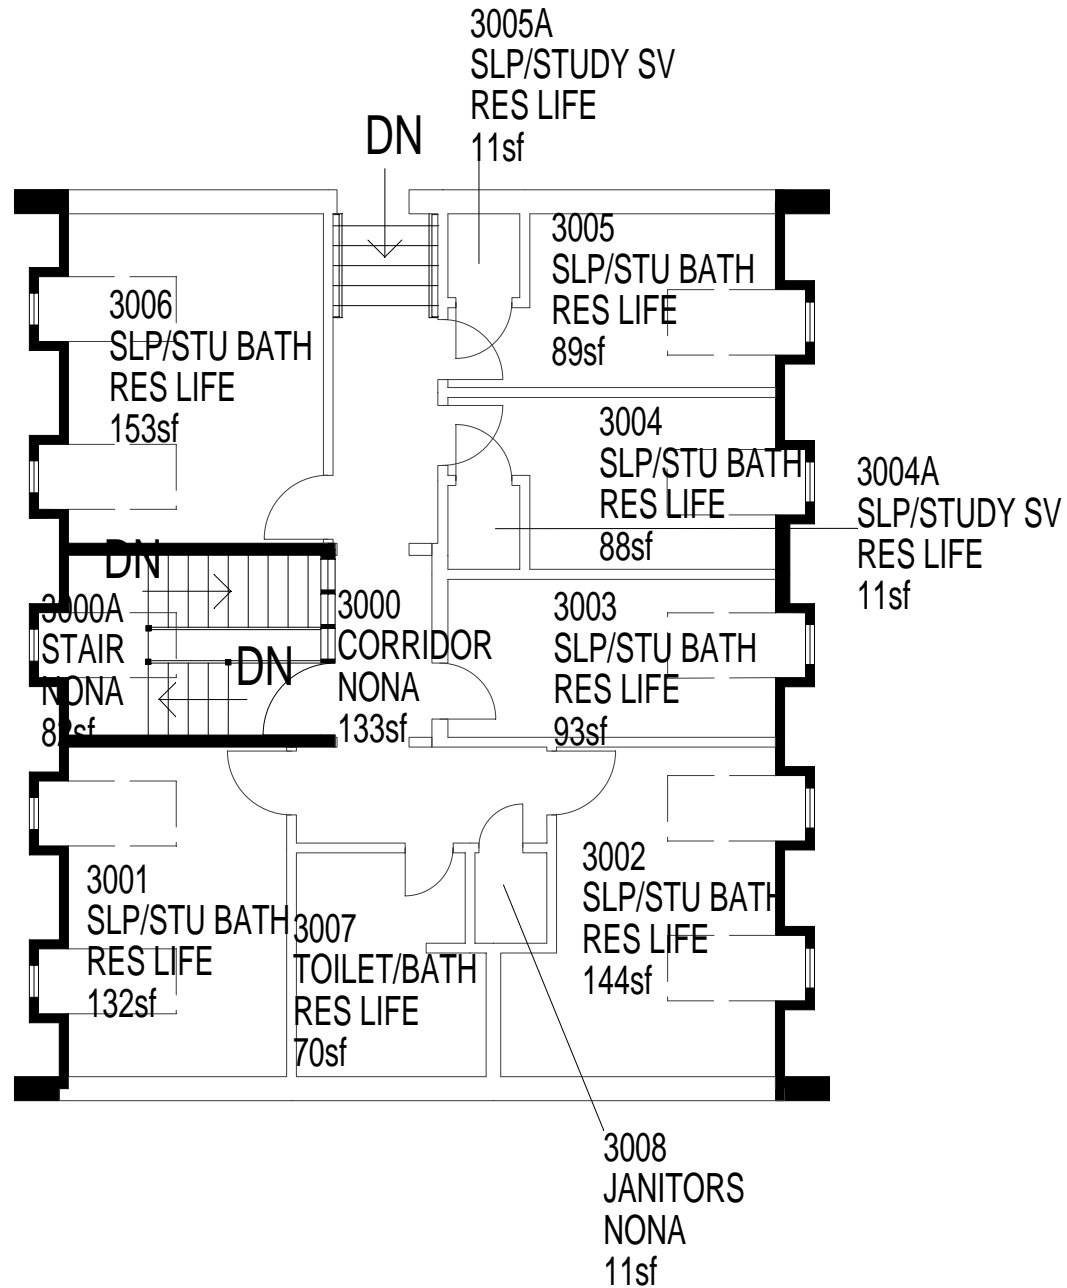 3005A
SLP/STUDY SV
RES LIFE
11sf
DN
3005
SLP/STU BATH
RES LIFE
89sf
3006
SLP/STU BATH
RES LIFE
153sf
3004
SLP/STU BATH
RES LIFE
88sf
3004A
SLP/STUDY SV
RES LIFE
11sf
DN
3000A
STAIR
NONA
82sf
DN
3000
CORRIDOR
NONA
133sf
3003
SLP/STU BATH
RES LIFE
93sf
3001
SLP/STU BATH
RES LIFE
132sf
3007
TOILET/BATH
RES LIFE
70sf
3002
SLP/STU BATH
RES LIFE
144sf
3008
JANITORS
NONA
11sf